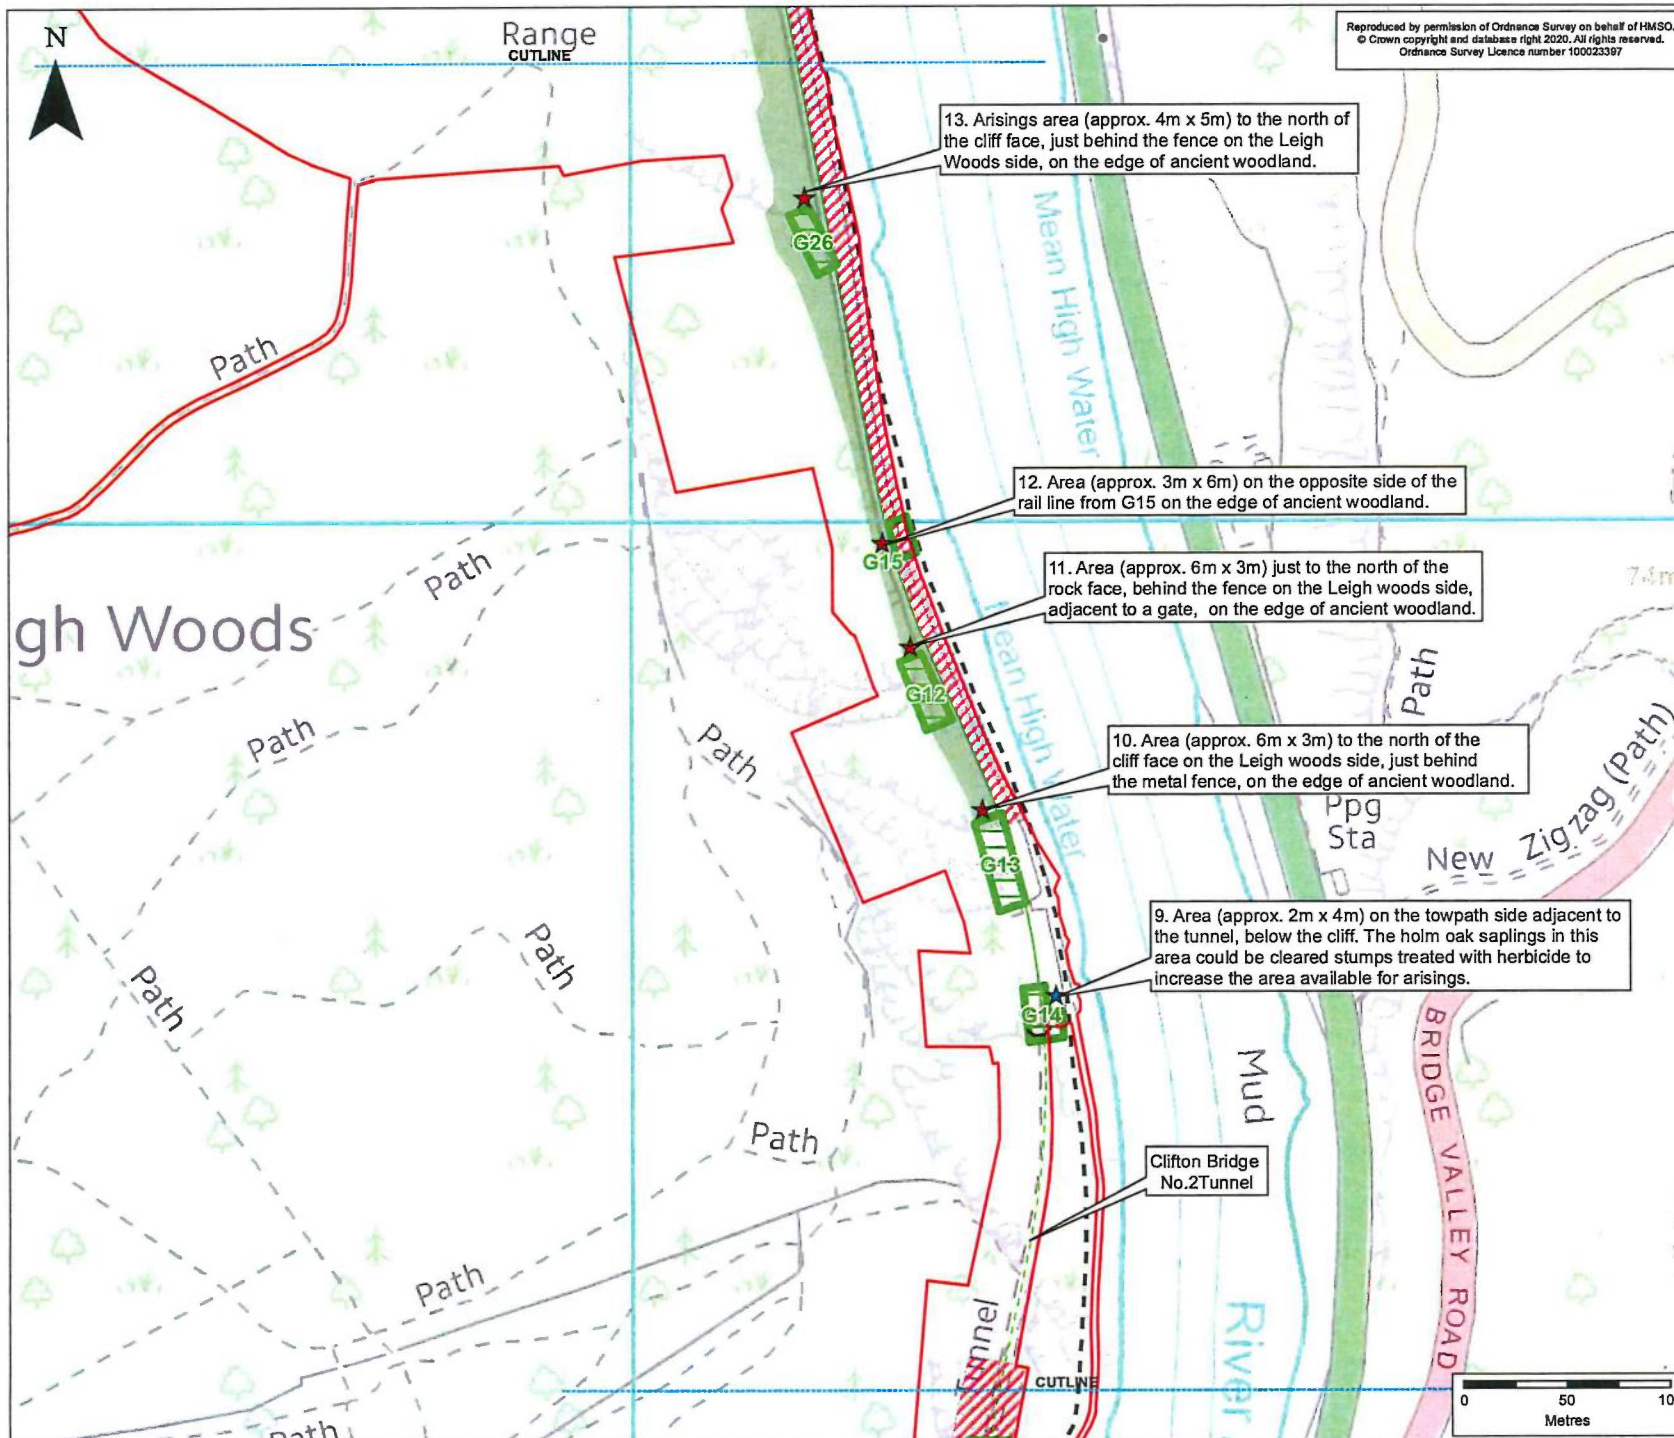 N
Range
CUTLINE
Reproduced by permission of Ordnance Survey on behalf of HMSO.
© Crown copyright and database right 2020. All rights reserved.
Ordnance Survey Licence number 100023397
13. Arisings area (approx. 4m x 5m) to the north of
the cliff face, just behind the fence on the Leigh
Woods side, on the edge of ancient woodland.
G26
Mean High Water
Path
12. Area (approx. 3m x 6m) on the opposite side of the
rail line from G15 on the edge of ancient woodland.
G15
Path
11. Area (approx. 6m x 3m) just to the north of the
rock face, behind the fence on the Leigh woods side,
adjacent to a gate, on the edge of ancient woodland.
74m
gh Woods
ean High Water
G12
Path
Path
Path
10. Area (approx. 6m x 3m) to the north of the
cliff face on the Leigh woods side, just behind
the metal fence, on the edge of ancient woodland.
Ppg
Sta
New Zig zag (Path)
G13
9. Area (approx. 2m x 4m) on the towpath side adjacent to
the tunnel, below the cliff. The holm oak saplings in this
area could be cleared stumps treated with herbicide to
increase the area available for arisings.
Path
Path
G14
Mud
BRIDGE VALLEY ROAD
Path
Clifton Bridge
No.2Tunnel
Path
Tunnel
River
CUTLINE
Path
0 50 10
Metres